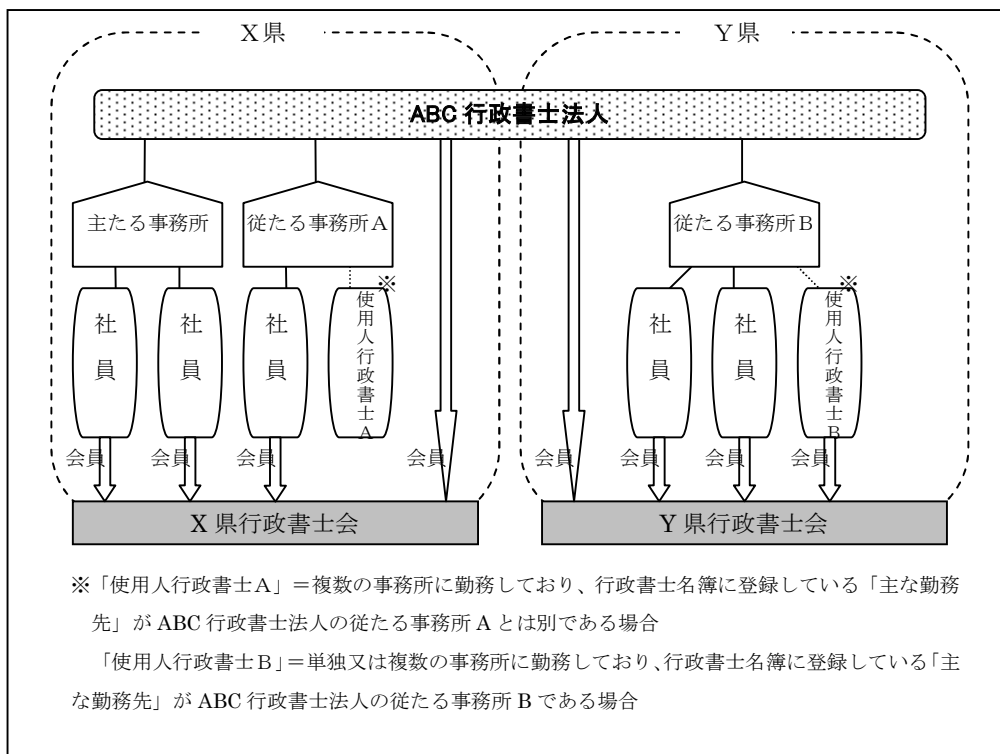 X県
Y県
ABC 行政書士法人
主たる事務所
従たる事務所A
従たる事務所B
※
※
社員
社員
社員
使用人行政書士A
社員
社員
使用人行政書士B
会員
会員
会員
会員
会員
会員
会員
会員
X 県行政書士会
Y 県行政書士会
※「使用人行政書士A」＝複数の事務所に勤務しており、行政書士名簿に登録している「主な勤務
先」が ABC 行政書士法人の従たる事務所 A とは別である場合
「使用人行政書士B」＝単独又は複数の事務所に勤務しており、行政書士名簿に登録している「主
な勤務先」が ABC 行政書士法人の従たる事務所 B である場合